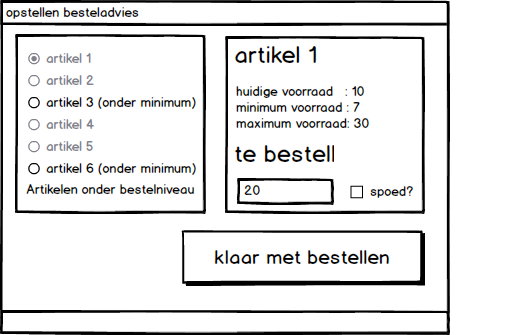 opstellen besteladvies
artikel 1
artikel 2
artikel 3 (onder minimum)
artikel 4
artikel 5
artikel 6 (onder minimum)
Artikelen onder bestelniveau
artikel 1
huidige voorraad : 10
minimum voorraad : 7
maximum voorraad: 30
te bestell
20
spoed?
klaar met bestellen